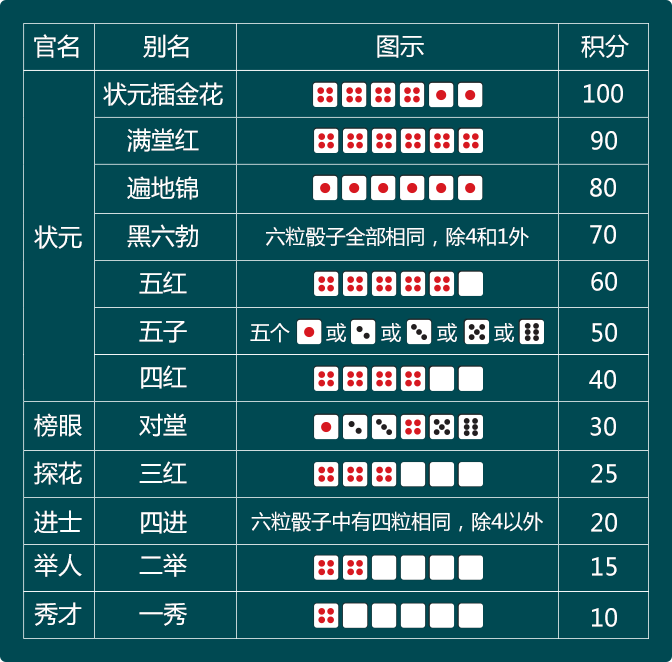 官名 别名 图示 积分
状元 状元插金花 100
满堂红 90
遍地锦 80
黑六勃 六粒骰子全部相同，除4和1外 70
五红 60
五子 五个 或 或 或 或 50
四红 40
榜眼 对堂 30
探花 三红 25
进士 四进 六粒骰子中有四粒相同，除4以外 20
举人 二举 15
秀才 一秀 10